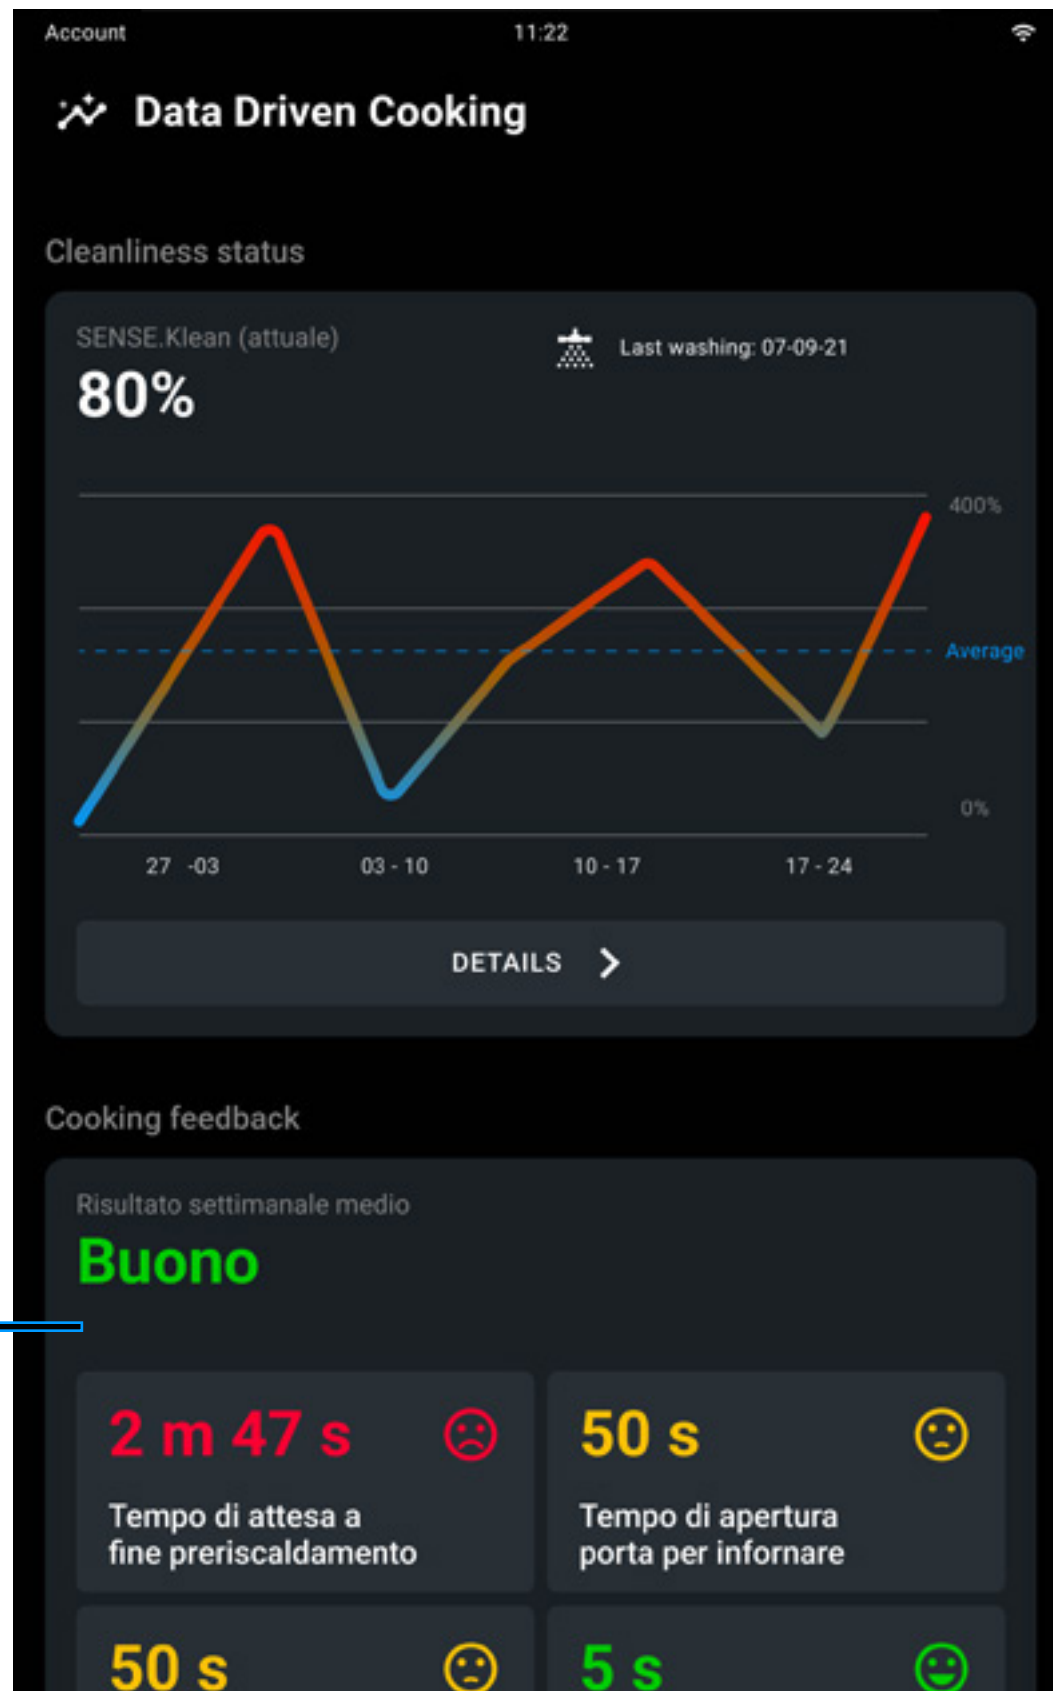 Account 11:22
Data Driven Cooking
Cleanliness status
SENSE.Klean (attuale)
Last washing: 07-09-21
80%
400%
Average
0%
27 -03 03 - 10 10 - 17 17 - 24
DETAILS
Cooking feedback
Risultato settimanale medio
Buono
2 m 47 s
Tempo di attesa a
fine preriscaldamento
50 s
Tempo di apertura
porta per infornare
50 s
5 s